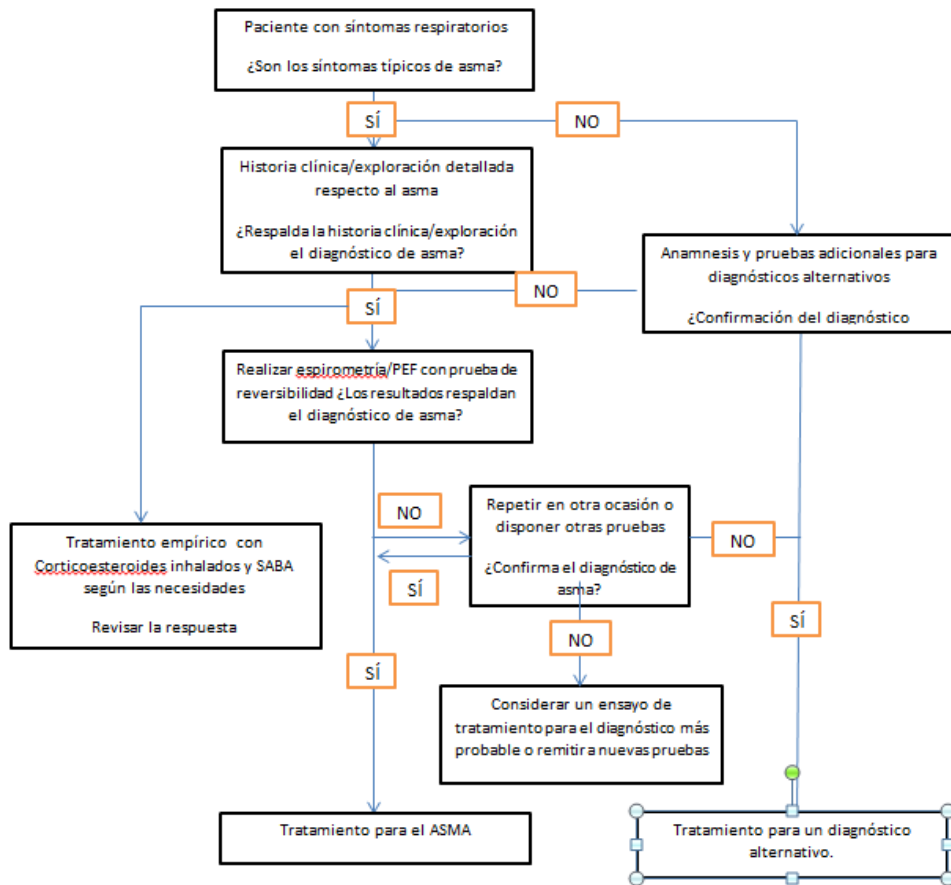 Paciente con síntomas respiratorios
¿Son los síntomas típicos de asma?
SÍ
NO
Historia clínica/exploración detallada
respecto al asma
¿Respalda la historia clínica/exploración
el diagnóstico de asma?
Anamnesis y pruebas adicionales para
diagnósticos alternativos
¿Confirmación del diagnóstico
NO
SÍ
Realizar espirometría/PEF con prueba de
reversibilidad ¿Los resultados respaldan
el diagnóstico de asma?
NO
Repetir en otra ocasión o
disponer otras pruebas
¿Confirma el diagnóstico de
asma?
NO
Tratamiento empírico con
Corticoesteroides inhalados y SABA
según las necesidades
Revisar la respuesta
SÍ
SÍ
NO
SÍ
Considerar un ensayo de
tratamiento para el diagnóstico más
probable o remitir a nuevas pruebas
Tratamiento para el ASMA
Tratamiento para un diagnóstico
alternativo.